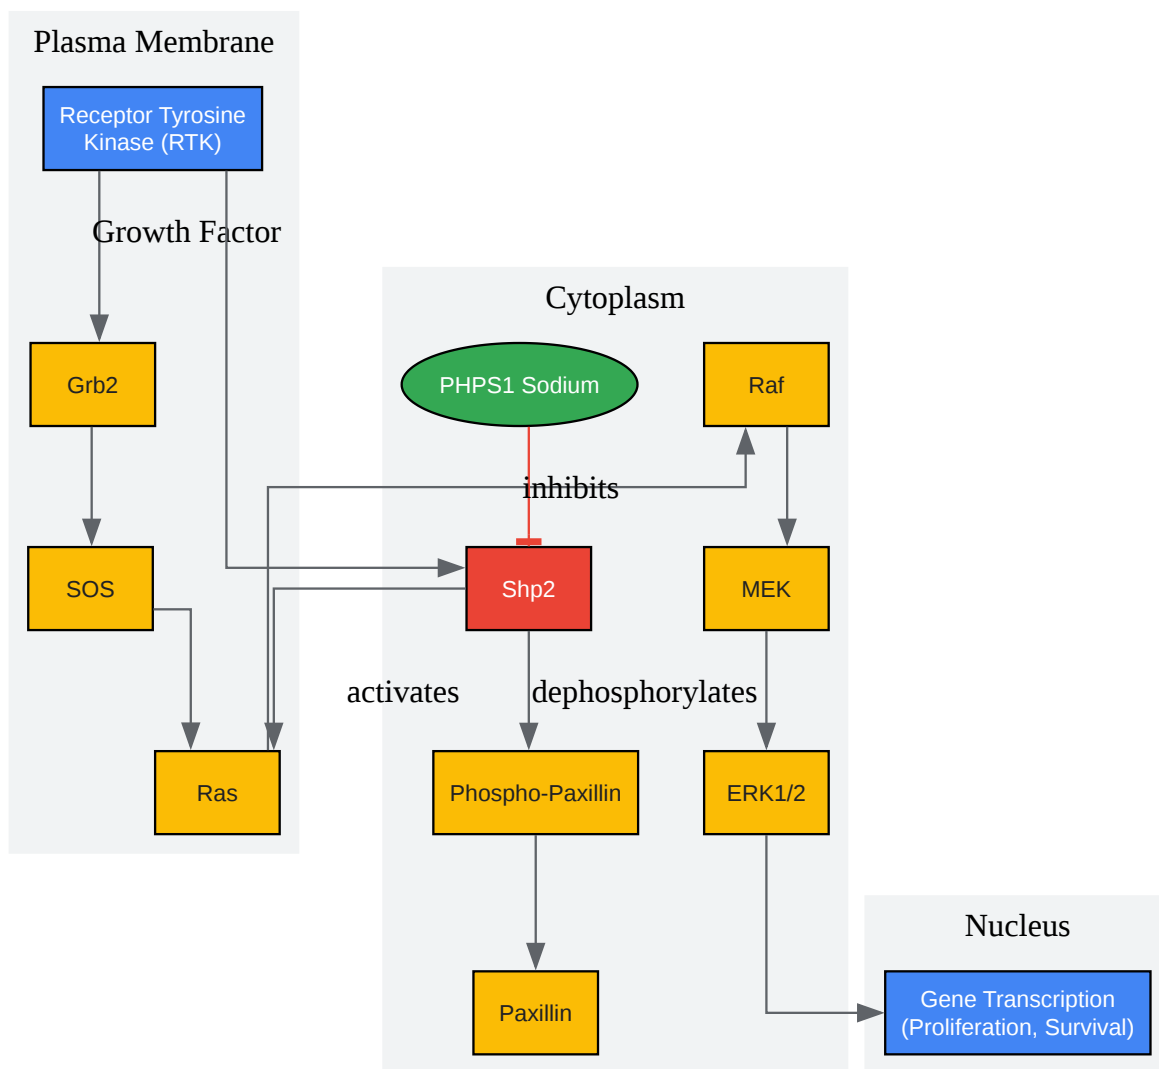 Plasma Membrane
Receptor Tyrosine
Kinase (RTK)
Growth Factor
Grb2
SOS
Ras
Cytoplasm
PHPS1 Sodium
Raf
inhibits
Shp2
MEK
activates
dephosphorylates
Phospho-Paxillin
ERK1/2
Paxillin
Nucleus
Gene Transcription
(Proliferation, Survival)